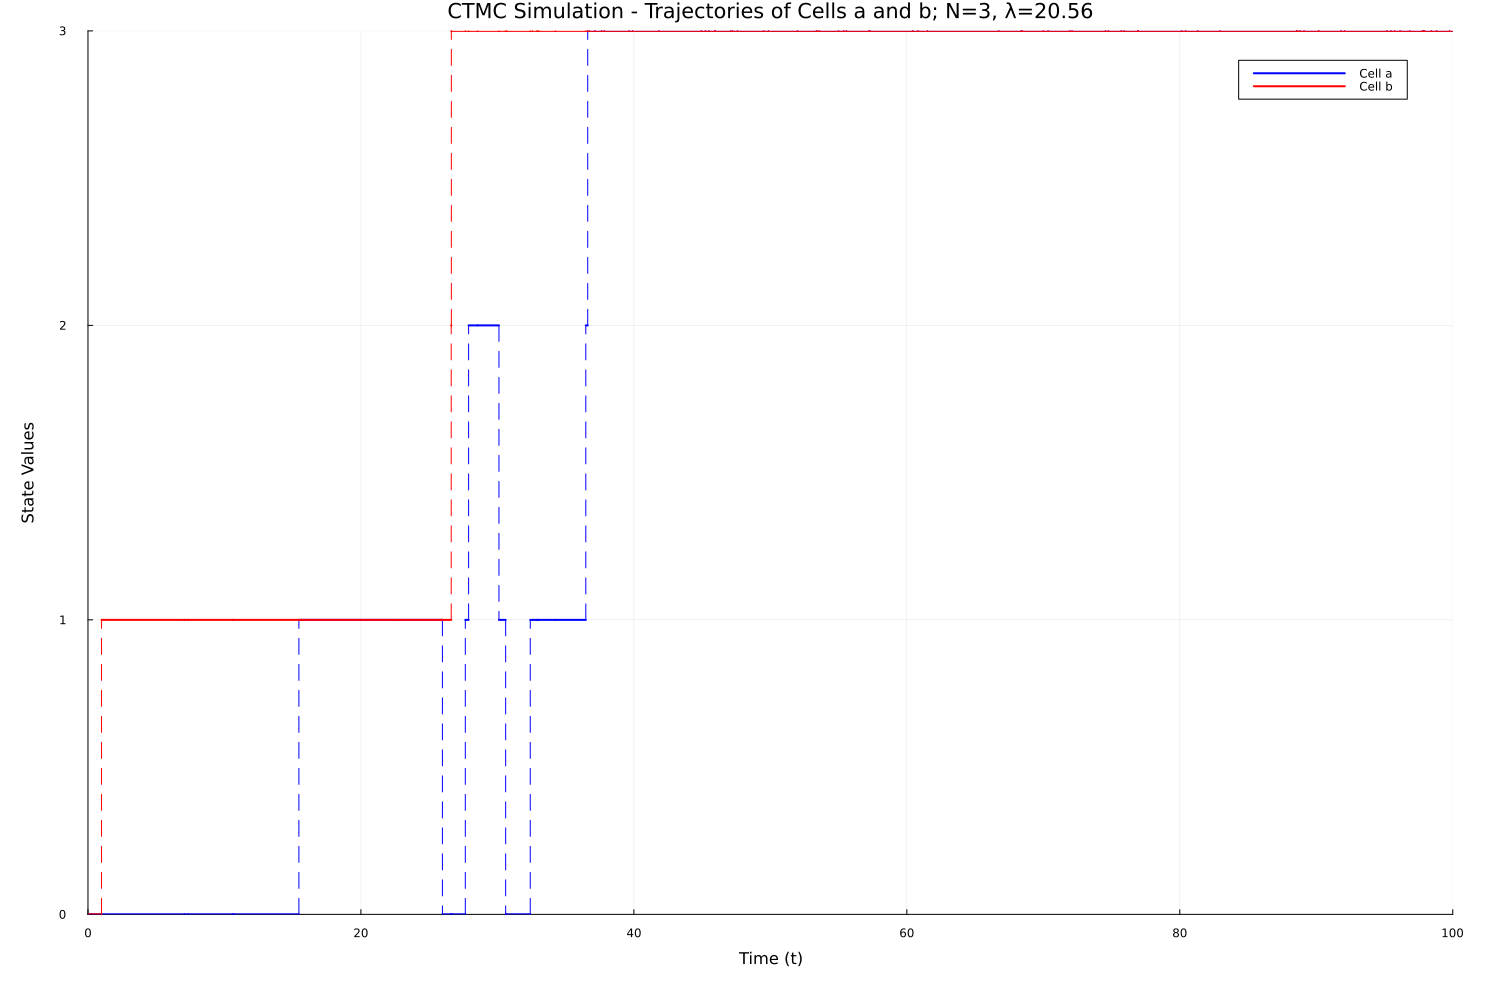 CTMC Simulation - Trajectories of Cells a and b; N=3, λ=20.56
3
Cell a
Cell b
2
State Values
1
0
0 20 40 60 80 100
Time (t)